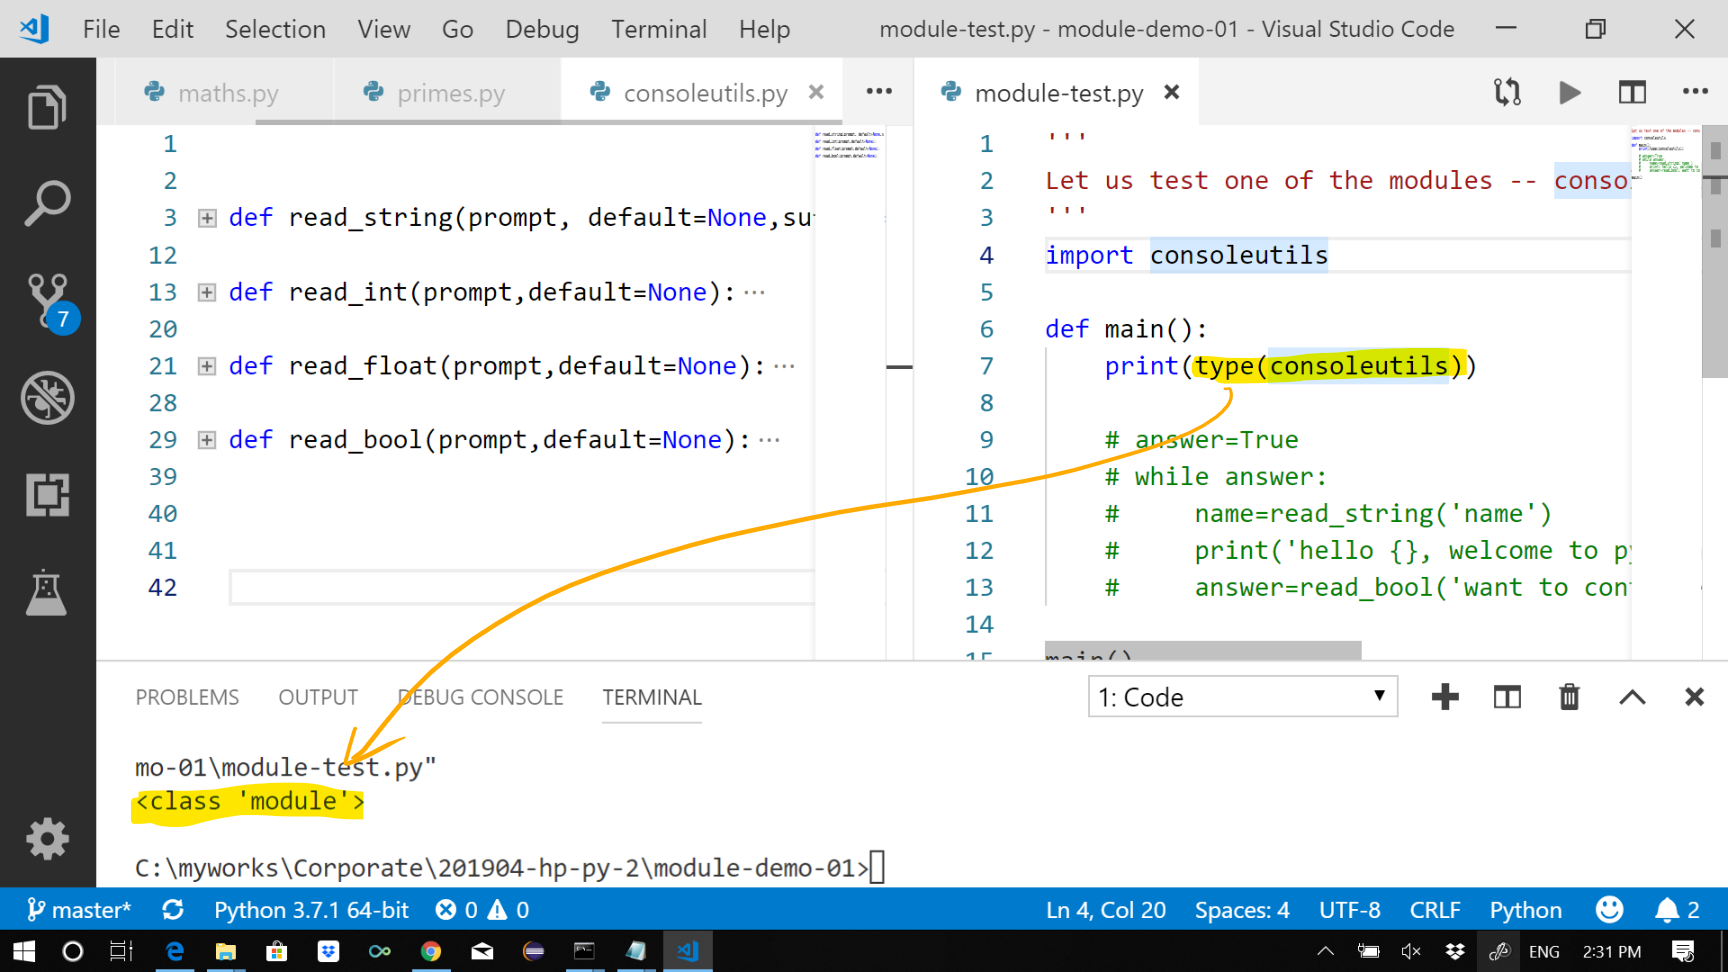 File Edit Selection View Go Debug Terminal Help module-test.py - module-demo-01 - Visual Studio Code
maths.py primes.py consoleutils.py
1
2
3 def read_string(prompt, default=None,su
12
13 def read_int(prompt,default=None):...
20
21 def read_float(prompt,default=None):...
28
29 def read_bool(prompt,default=None):...
39
40
41
42
module-test.py
1 '''
2 Let us test one of the modules -- conso
3 '''
4 import consoleutils
5
6 def main():
7 print(type(consoleutils))
8
9 # answer=True
10 # while answer:
11 # name=read_string('name')
12 # print('hello {}, welcome to py
13 # answer=read_bool('want to con
14
15 main()
7
PROBLEMS OUTPUT DEBUG CONSOLE TERMINAL 1: Code
mo-01\module-test.py"
<class 'module'>
C:\myworks\Corporate\201904-hp-py-2\module-demo-01>
master* Python 3.7.1 64-bit 0 0 Ln 4, Col 20 Spaces: 4 UTF-8 CRLF Python 2
ENG 2:31 PM